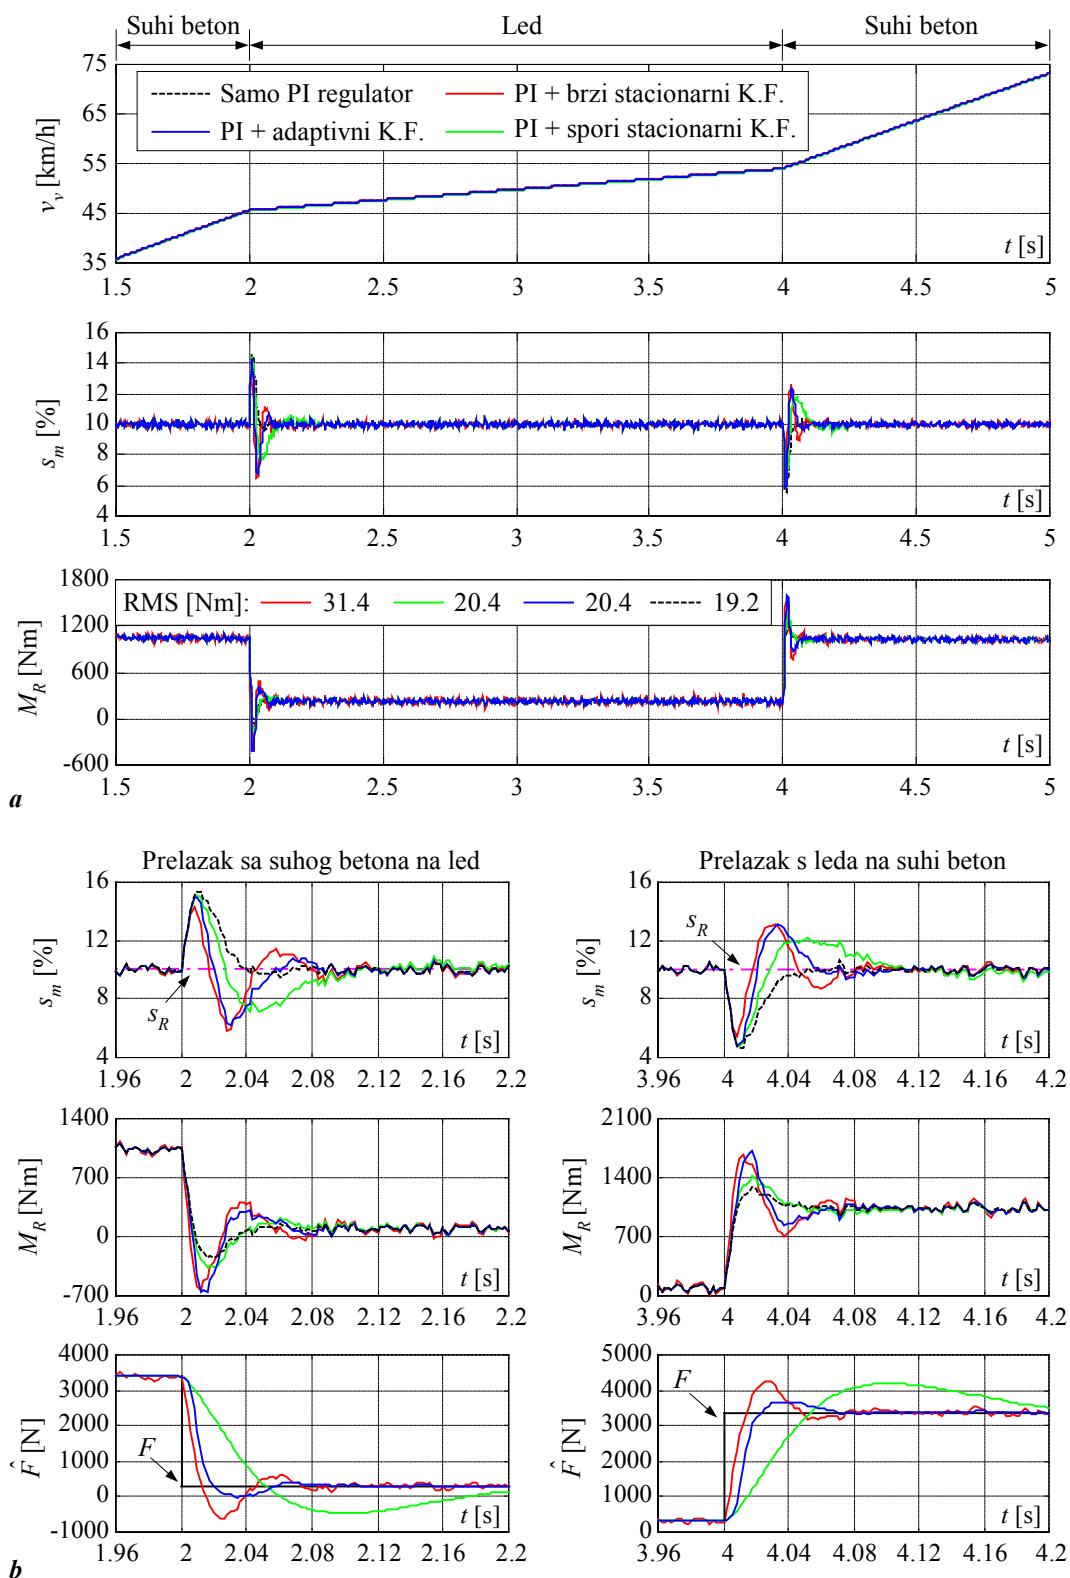 Suhi beton Led Suhi beton
75
65
55
45
35
v_v [km/h]
Samo PI regulator PI + brzi stacionarni K.F.
PI + adaptivni K.F. PI + spori stacionarni K.F.
t [s]
1.5 2 2.5 3 3.5 4 4.5 5
16
14
12
10
8
6
4
s_m [%]
t [s]
1.5 2 2.5 3 3.5 4 4.5 5
1800
1200
600
0
-600
M_R [Nm]
RMS [Nm]: 31.4 20.4 20.4 19.2
t [s]
1.5 2 2.5 3 3.5 4 4.5 5
a
Prelazak sa suhog betona na led
16
12
8
4
s_m [%]
s_R
t [s]
1.96 2 2.04 2.08 2.12 2.16 2.2
1400
700
0
-700
M_R [Nm]
t [s]
1.96 2 2.04 2.08 2.12 2.16 2.2
4000
3000
2000
1000
0
-1000
F̂ [N]
F
t [s]
1.96 2 2.04 2.08 2.12 2.16 2.2
Prelazak s leda na suhi beton
16
12
8
4
s_m [%]
s_R
t [s]
3.96 4 4.04 4.08 4.12 4.16 4.2
2100
1400
700
0
M_R [Nm]
t [s]
3.96 4 4.04 4.08 4.12 4.16 4.2
5000
4000
3000
2000
1000
0
F̂ [N]
F
t [s]
3.96 4 4.04 4.08 4.12 4.16 4.2
b